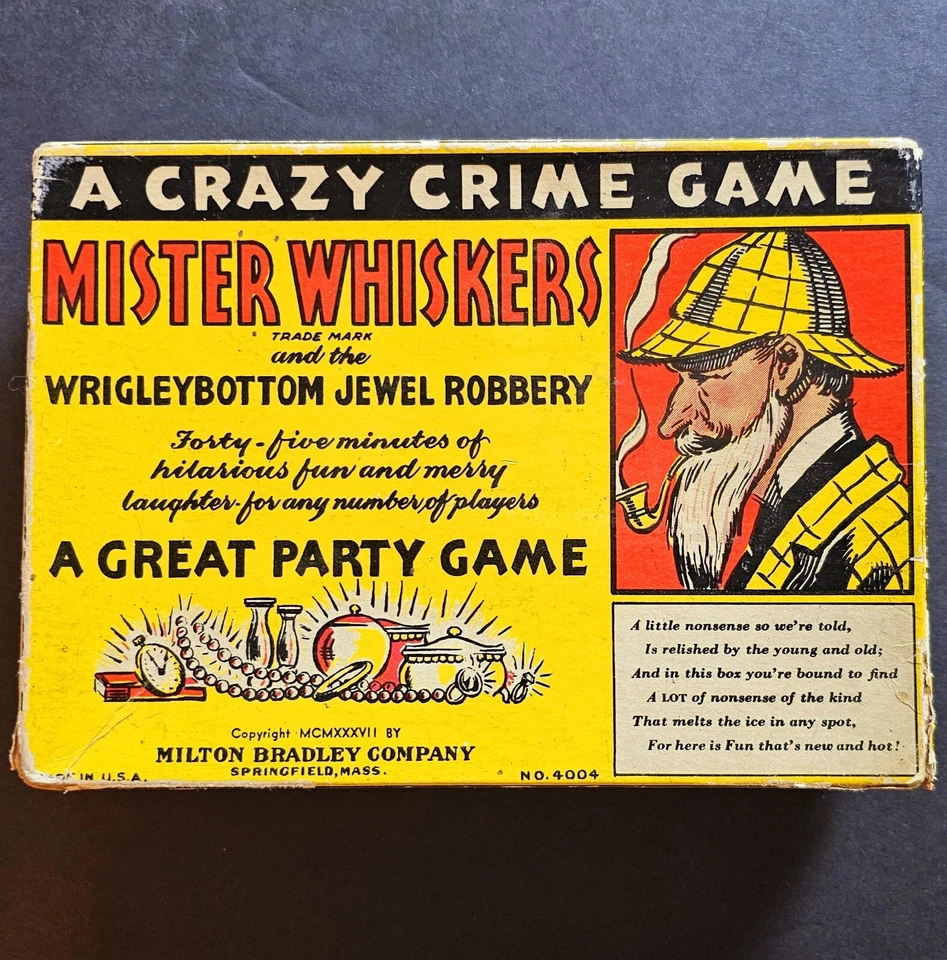 A CRAZY CRIME GAME
MISTER WHISKERS
TRADE MARK
and the
WRIGLEYBOTTOM JEWEL ROBBERY
Forty-five minutes of
hilarious fun and merry
laughter-for any number of players
A GREAT PARTY GAME
Copyright MCMXXXVII BY
MILTON BRADLEY COMPANY
SPRINGFIELD, MASS.
IN U.S.A.
NO. 4004
A little nonsense so we're told,
Is relished by the young and old;
And in this box you're bound to find
A LOT of nonsense of the kind
That melts the ice in any spot,
For here is Fun that's new and hot!